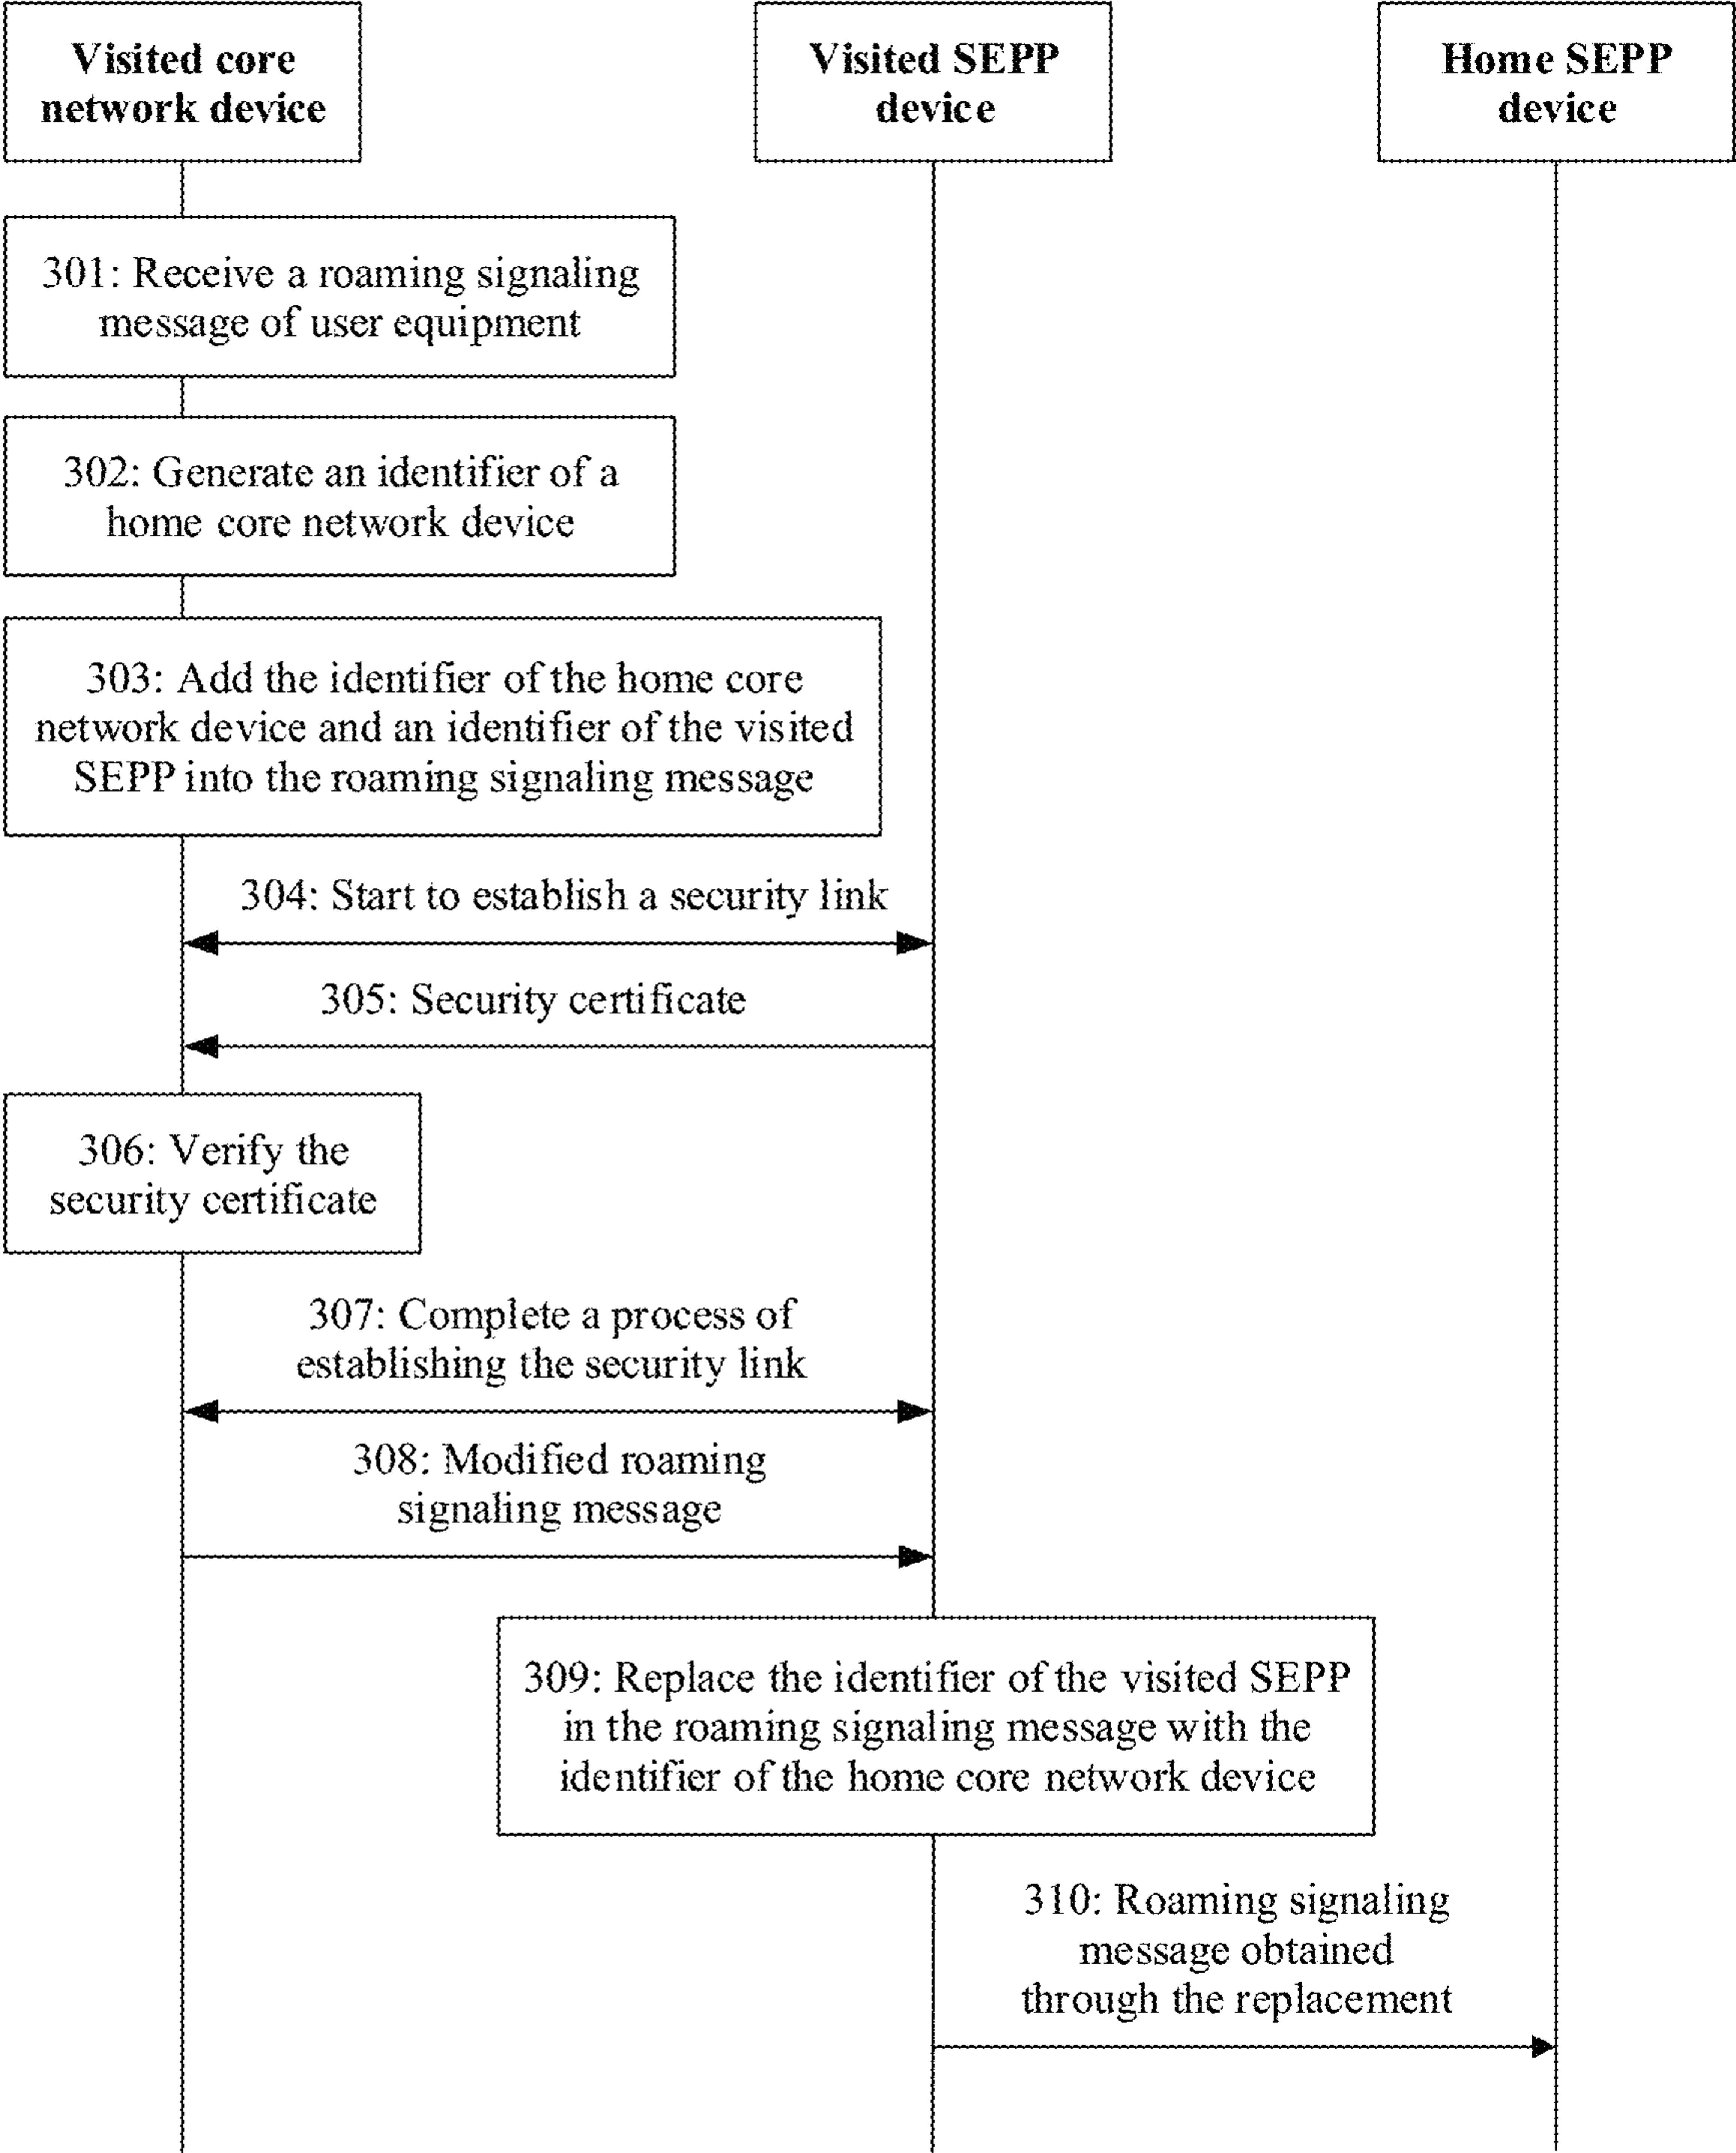 Visited core
network device
Visited SEPP
device
Home SEPP
device
301: Receive a roaming signaling
message of user equipment
302: Generate an identifier of a
home core network device
303: Add the identifier of the home core
network device and an identifier of the visited
SEPP into the roaming signaling message
304: Start to establish a security link
305: Security certificate
306: Verify the
security certificate
307: Complete a process of
establishing the security link
308: Modified roaming
signaling message
309: Replace the identifier of the visited SEPP
in the roaming signaling message with the
identifier of the home core network device
310: Roaming signaling
message obtained
through the replacement